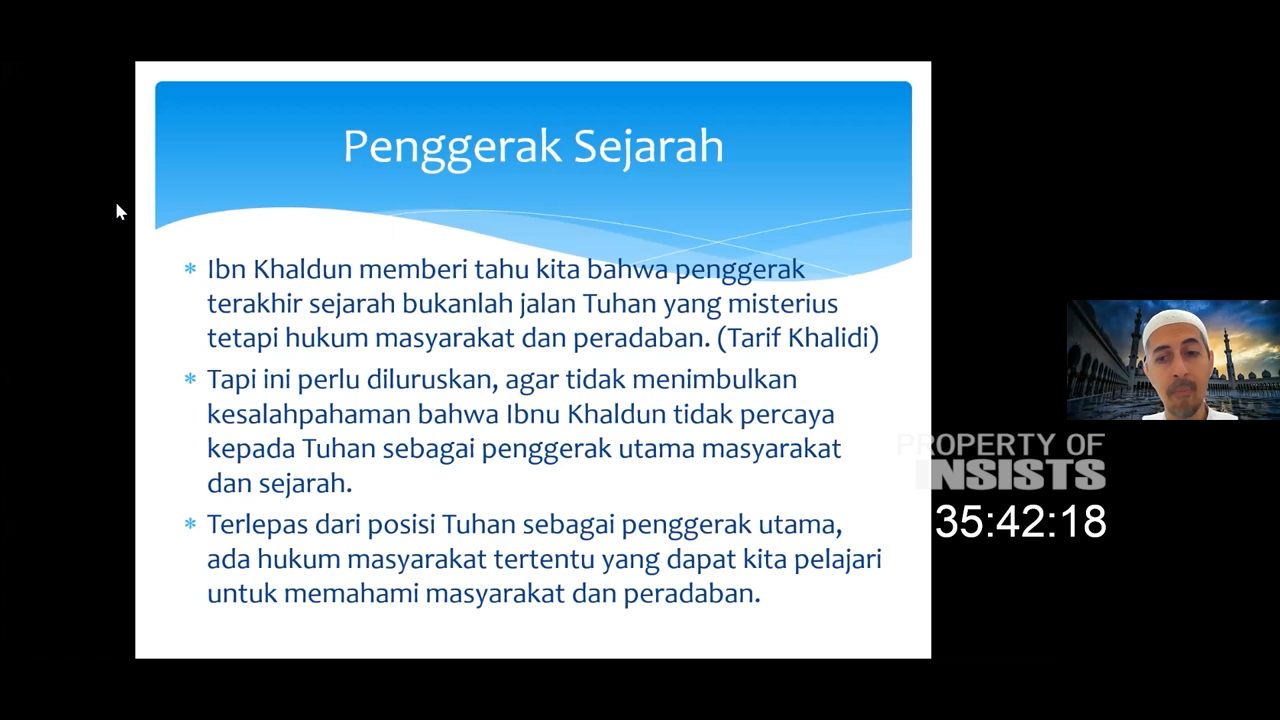 Penggerak Sejarah
* Ibn Khaldun memberi tahu kita bahwa penggerak
terakhir sejarah bukanlah jalan Tuhan yang misterius
tetapi hukum masyarakat dan peradaban. (Tarif Khalidi)
* Tapi ini perlu diluruskan, agar tidak menimbulkan
kesalahpahaman bahwa Ibnu Khaldun tidak percaya
kepada Tuhan sebagai penggerak utama masyarakat
dan sejarah.
* Terlepas dari posisi Tuhan sebagai penggerak utama,
ada hukum masyarakat tertentu yang dapat kita pelajari
untuk memahami masyarakat dan peradaban.
PROPERTY OF
INSISTS
35:42:18